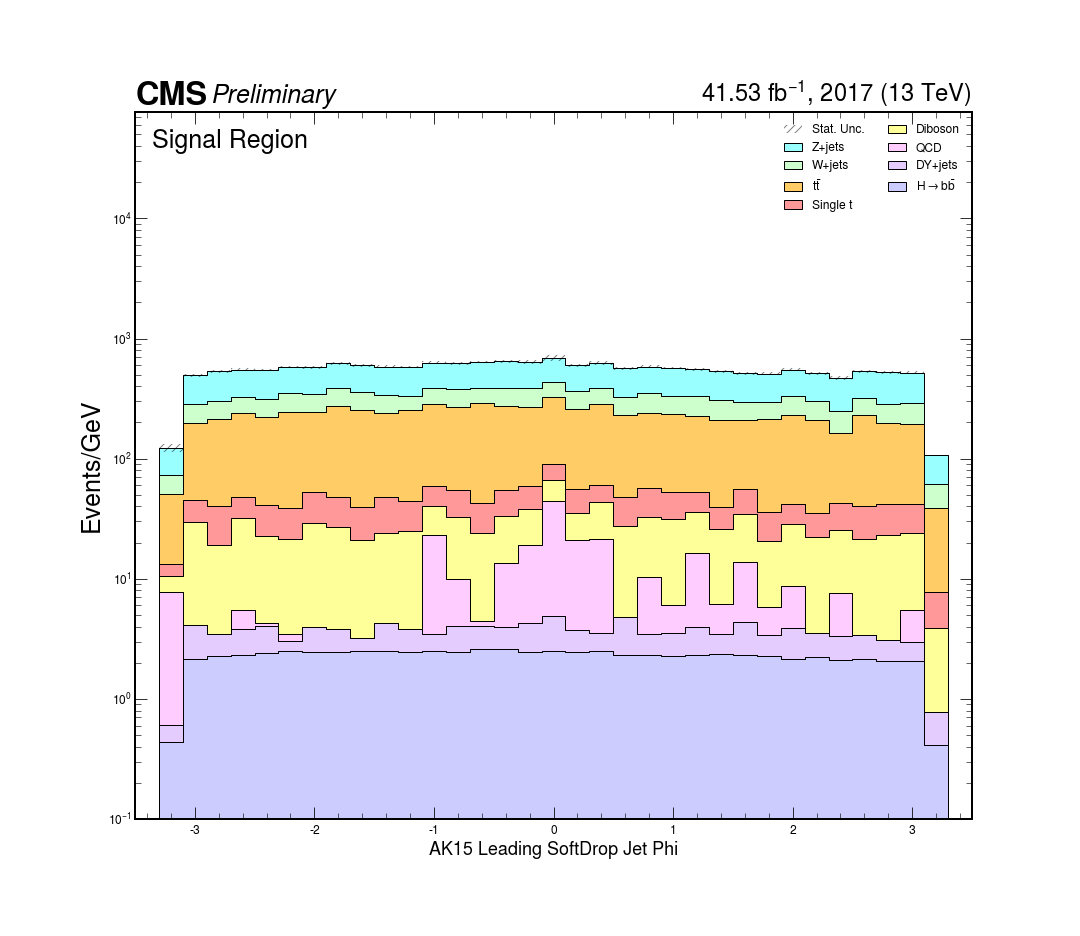 CMS Preliminary 41.53 fb⁻¹, 2017 (13 TeV)
Signal Region
Stat. Unc.
Z+jets
W+jets
tt̄
Single t
Diboson
QCD
DY+jets
H→bb̄
Events/GeV
10⁴
10³
10²
10¹
10⁰
10⁻¹
-3 -2 -1 0 1 2 3
AK15 Leading SoftDrop Jet Phi